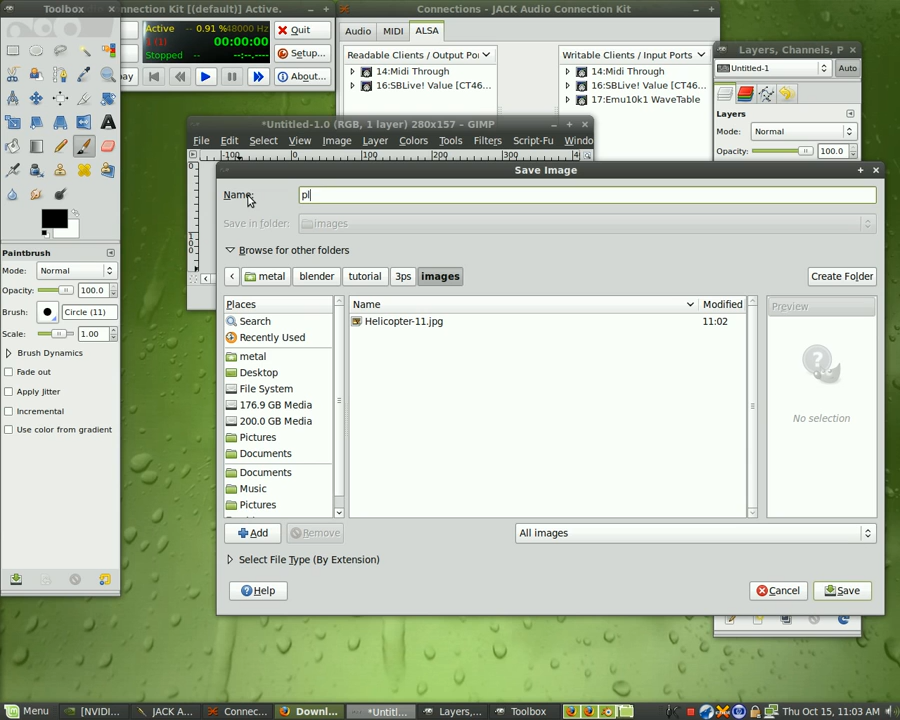 Toolbox
nnection Kit [(default)] Active.
Connections - JACK Audio Connection Kit
Active 0.91 % 48000 Hz
00:00:00
Stopped --:--.----
Quit
Setup...
About...
Audio
MIDI
ALSA
Readable Clients / Output Por
Writable Clients / Input Ports
14:Midi Through
16:SBLive! Value [CT46...
14:Midi Through
16:SBLive! Value [CT46...
17:Emu10k1 WaveTable
Layers, Channels, P
Untitled-1
Auto
Layers
Mode: Normal
Opacity: 100.0
*Untitled-1.0 (RGB, 1 layer) 280x157 – GIMP
File Edit Select View Image Layer Colors Tools Filters Script-Fu Windo
-100 0 100 200 300 4
Save Image
Name: pl
Save in folder: images
Browse for other folders
metal blender tutorial 3ps images
Create Folder
Places
Search
Recently Used
metal
Desktop
File System
176.9 GB Media
200.0 GB Media
Pictures
Documents
Documents
Music
Pictures
Name
Modified
Helicopter-11.jpg
11:02
Preview
No selection
Add
Remove
All images
Select File Type (By Extension)
Help
Cancel
Save
Paintbrush
Mode: Normal
Opacity: 100.0
Brush: Circle (11)
Scale: 1.00
Brush Dynamics
Fade out
Apply Jitter
Incremental
Use color from gradient
Menu
[NVIDI...
JACK A...
Connec...
Downl...
*Untitl...
Layers,...
Toolbox
Thu Oct 15, 11:03 AM